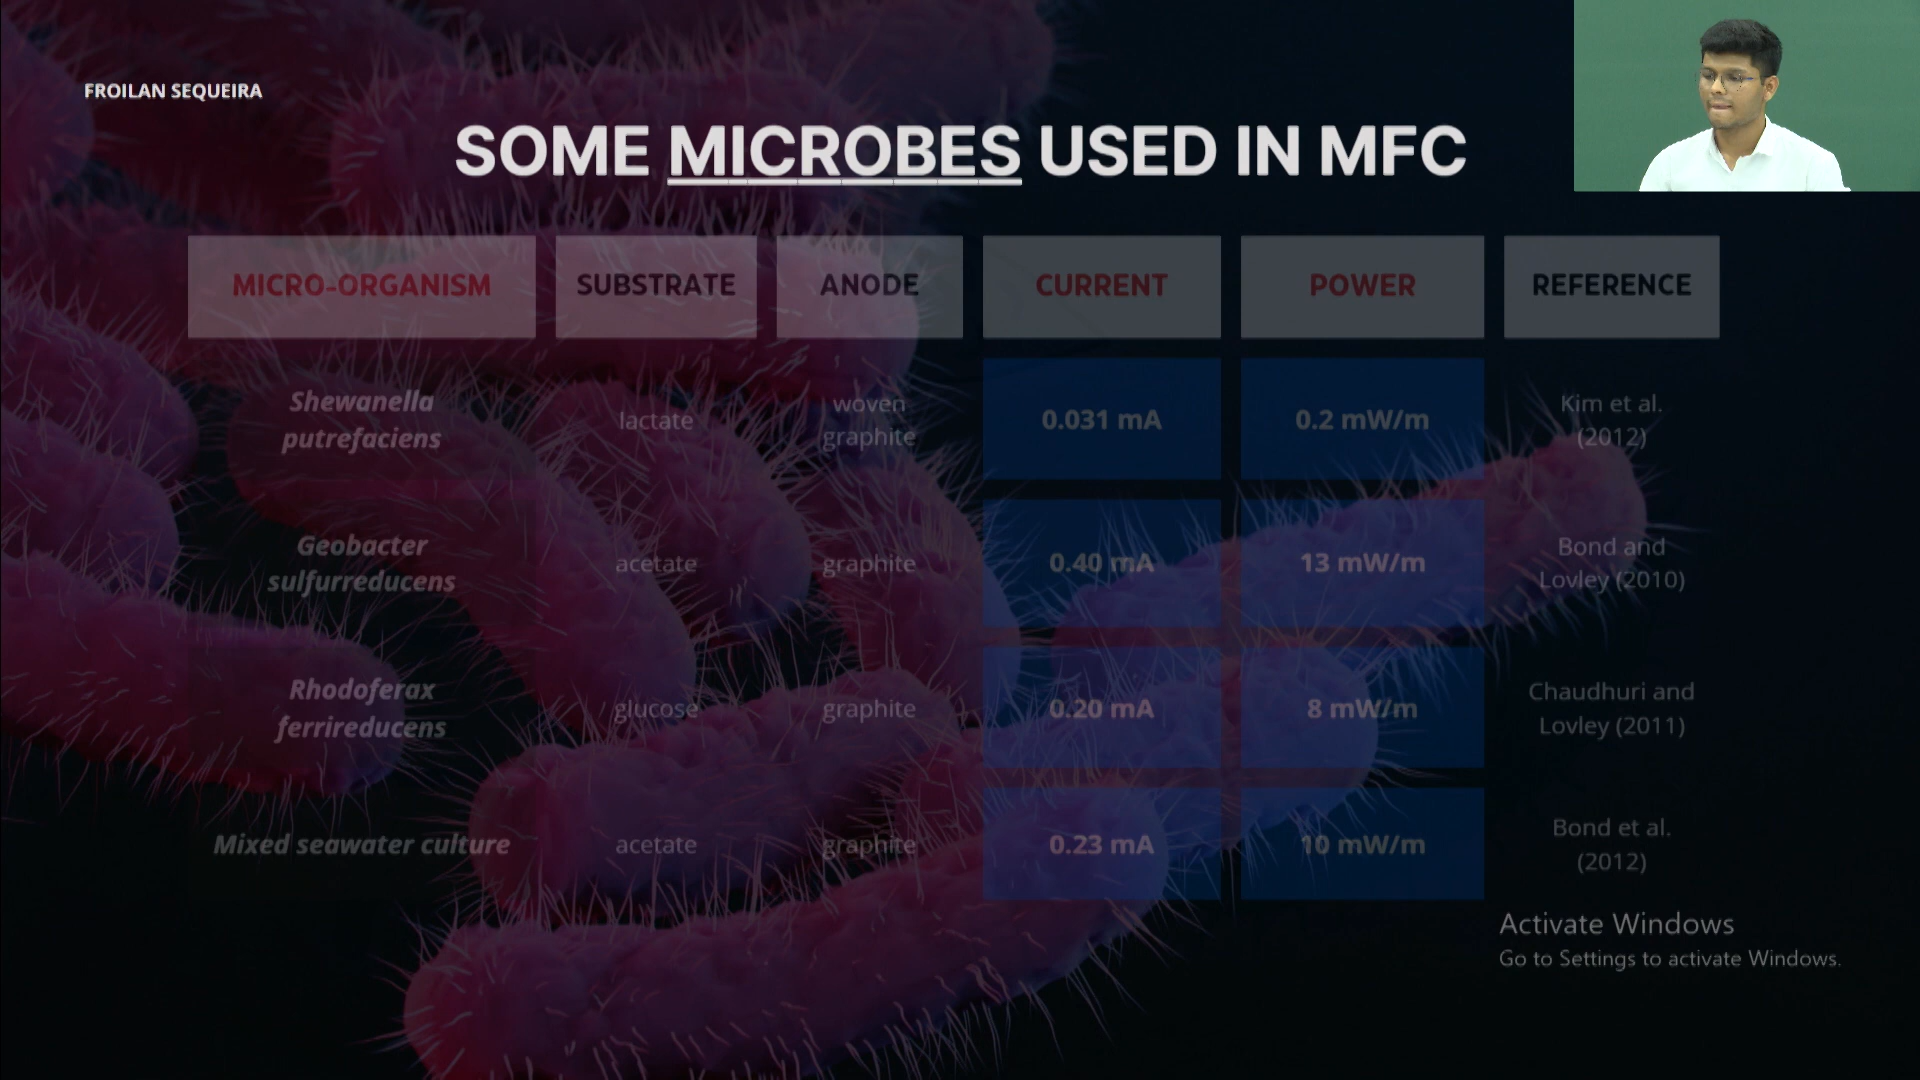 FROILAN SEQUEIRA
SOME MICROBES USED IN MFC
MICRO-ORGANISM SUBSTRATE ANODE CURRENT POWER REFERENCE
Shewanella
putrefaciens
lactate
woven
graphite
0.031 mA
0.2 mW/m
Kim et al.
(2012)
Geobacter
sulfurreducens
acetate
graphite
0.40 mA
13 mW/m
Bond and
Lovley (2010)
Rhodoferax
ferrireducens
glucose
graphite
0.20 mA
8 mW/m
Chaudhuri and
Lovley (2011)
Mixed seawater culture
acetate
graphite
0.23 mA
10 mW/m
Bond et al.
(2012)
Activate Windows
Go to Settings to activate Windows.